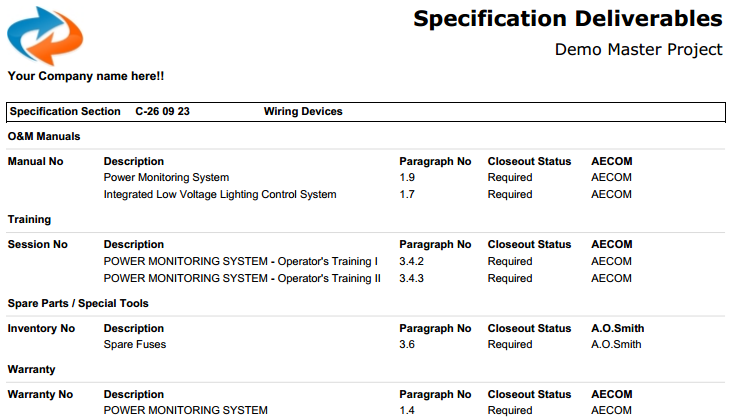 Specification Deliverables
Demo Master Project
Your Company name here!!
Specification Section C-26 09 23 Wiring Devices
O&M Manuals
Manual No Description Paragraph No Closeout Status AECOM
Power Monitoring System 1.9 Required AECOM
Integrated Low Voltage Lighting Control System 1.7 Required AECOM
Training
Session No Description Paragraph No Closeout Status AECOM
POWER MONITORING SYSTEM - Operator's Training I 3.4.2 Required AECOM
POWER MONITORING SYSTEM - Operator's Training II 3.4.3 Required AECOM
Spare Parts / Special Tools
Inventory No Description Paragraph No Closeout Status A.O.Smith
Spare Fuses 3.6 Required A.O.Smith
Warranty
Warranty No Description Paragraph No Closeout Status AECOM
POWER MONITORING SYSTEM 1.4 Required AECOM